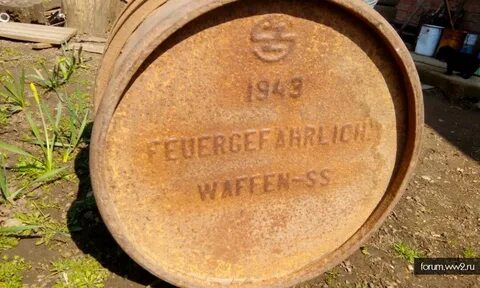 1943
FEUERGEFÄHRLICH
WAFFEN-SS
forum.ww2.ru